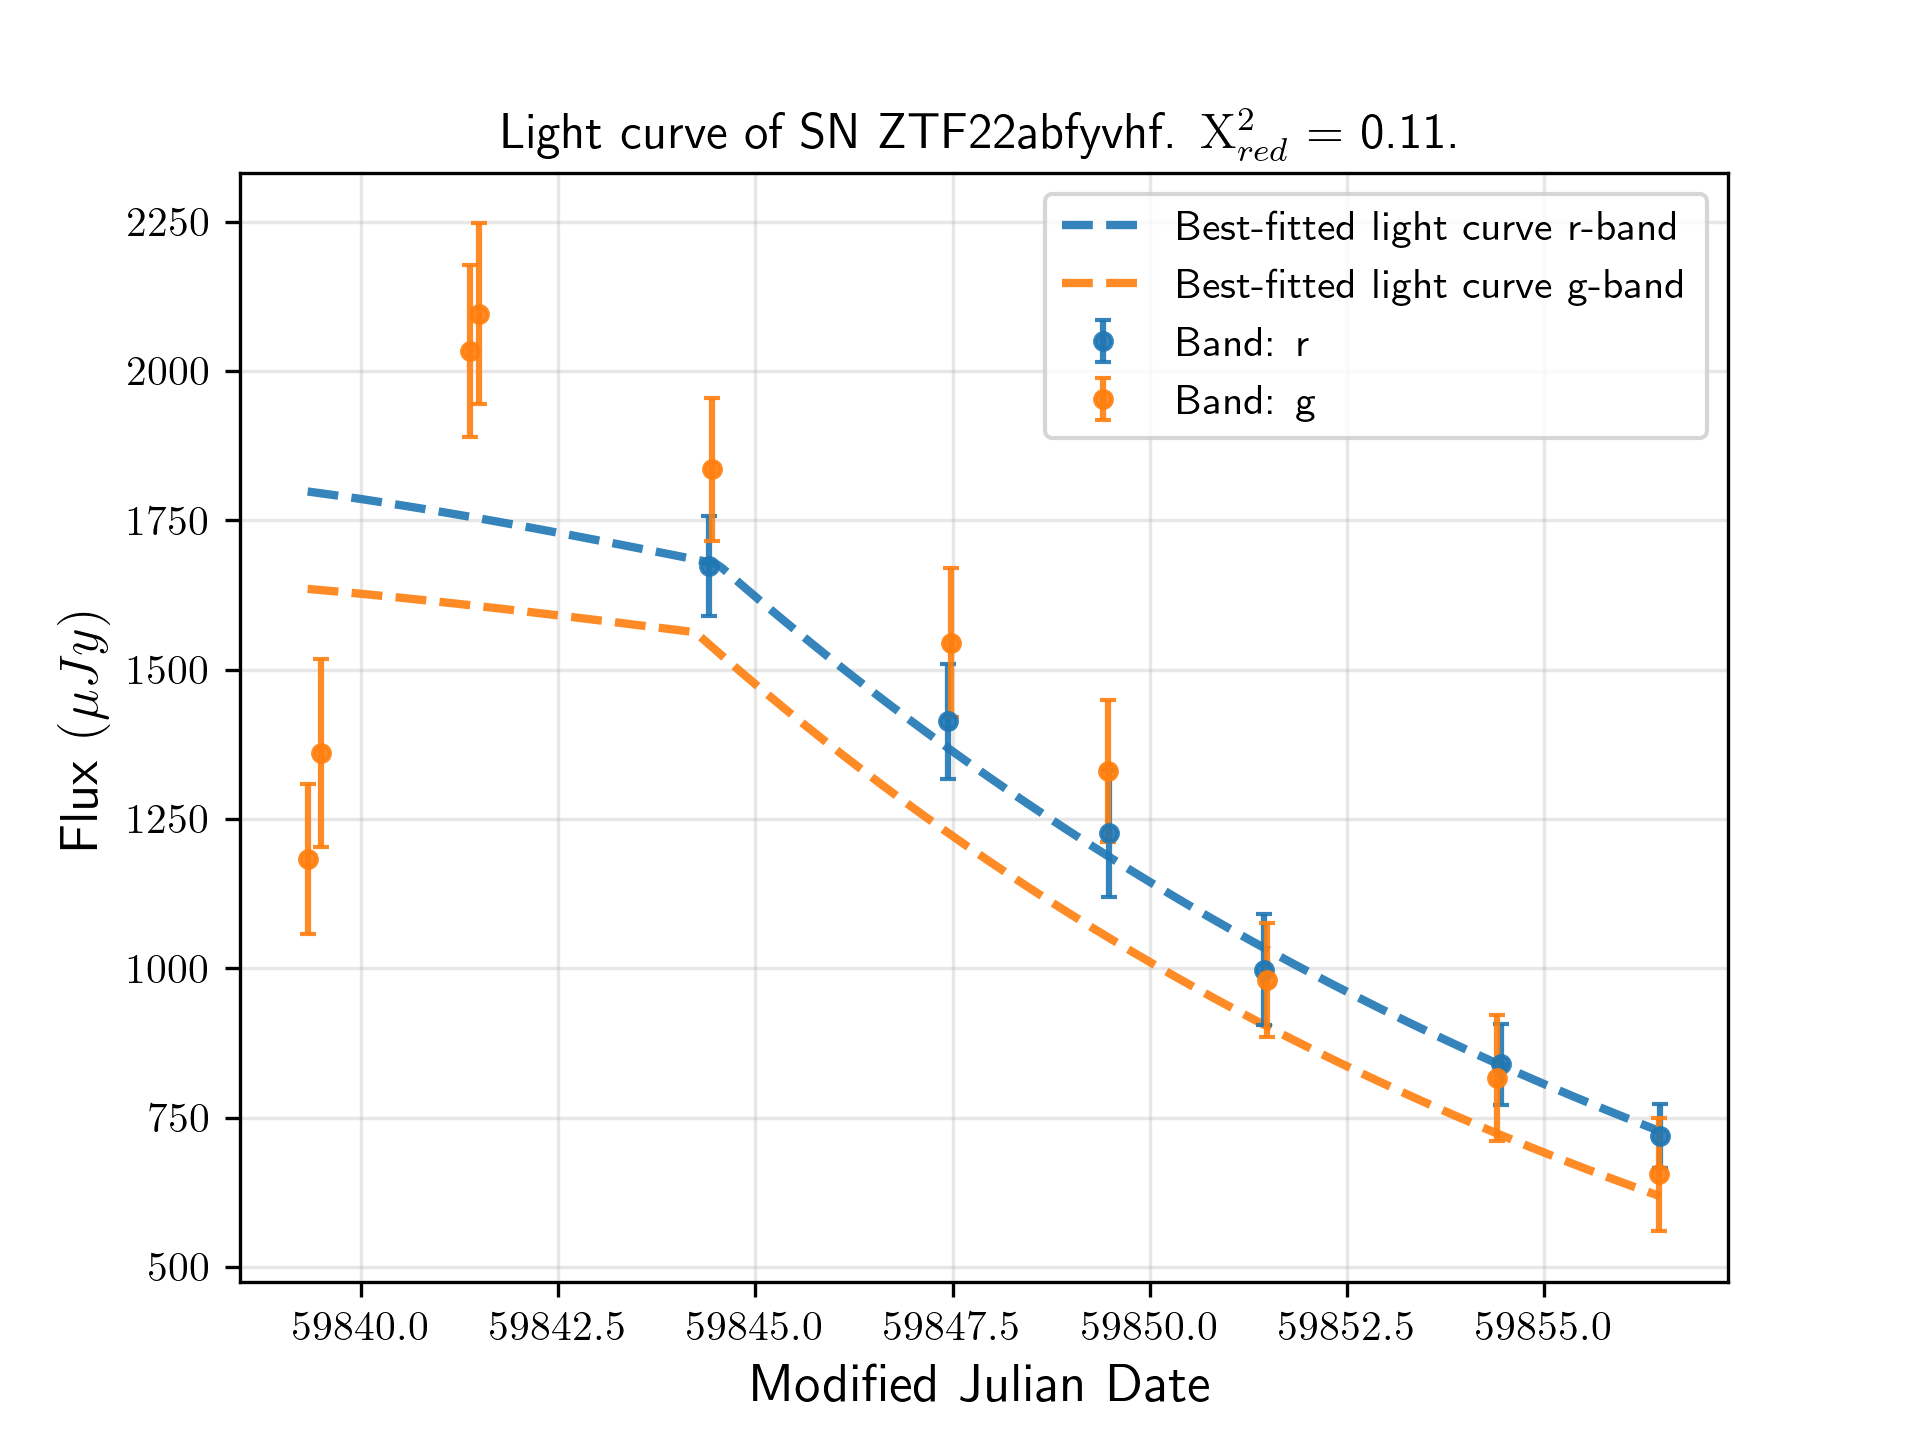 Light curve of SN ZTF22abfyvhf. X²red = 0.11.
Best-fitted light curve r-band
Best-fitted light curve g-band
Band: r
Band: g
Flux (μJy)
2250
2000
1750
1500
1250
1000
750
500
59840.0 59842.5 59845.0 59847.5 59850.0 59852.5 59855.0
Modified Julian Date